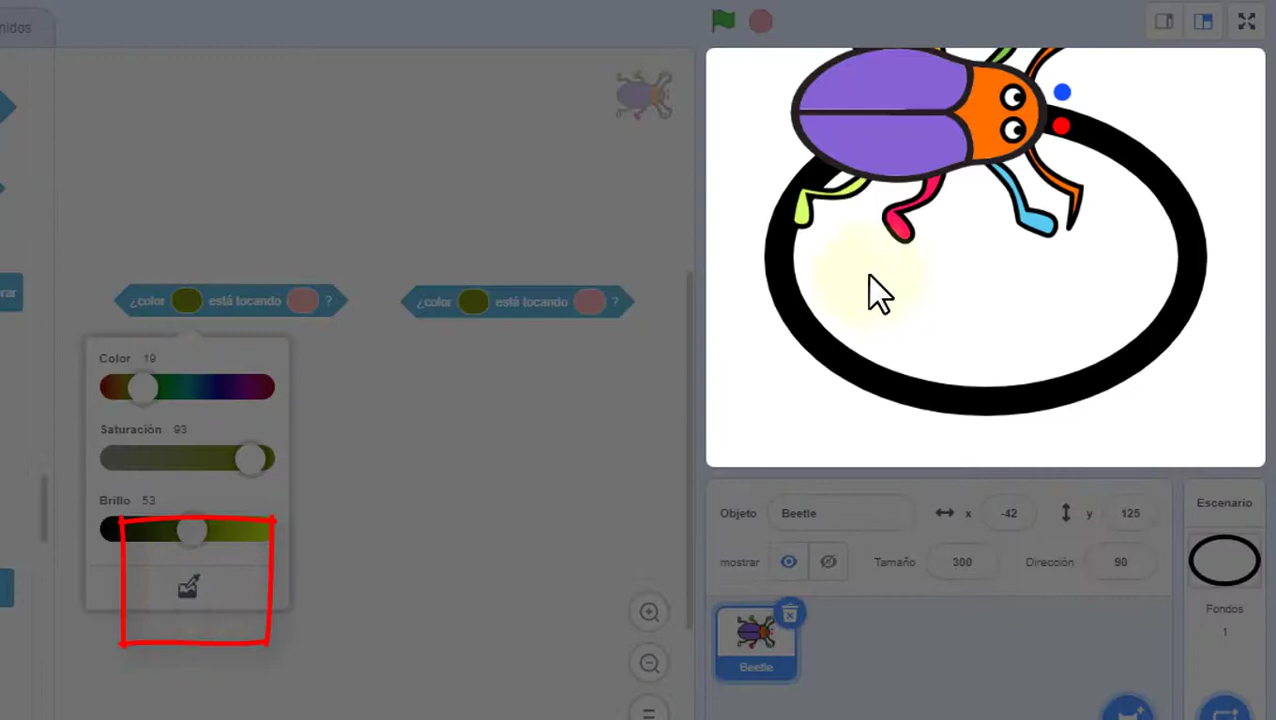 nidos
rar
¿color está tocando ?
¿color está tocando ?
Color 19
Saturación 93
Brillo 53
Objeto Beetle x -42 y 125
mostrar Tamaño 300 Dirección 90
Beetle
Escenario
Fondos
1